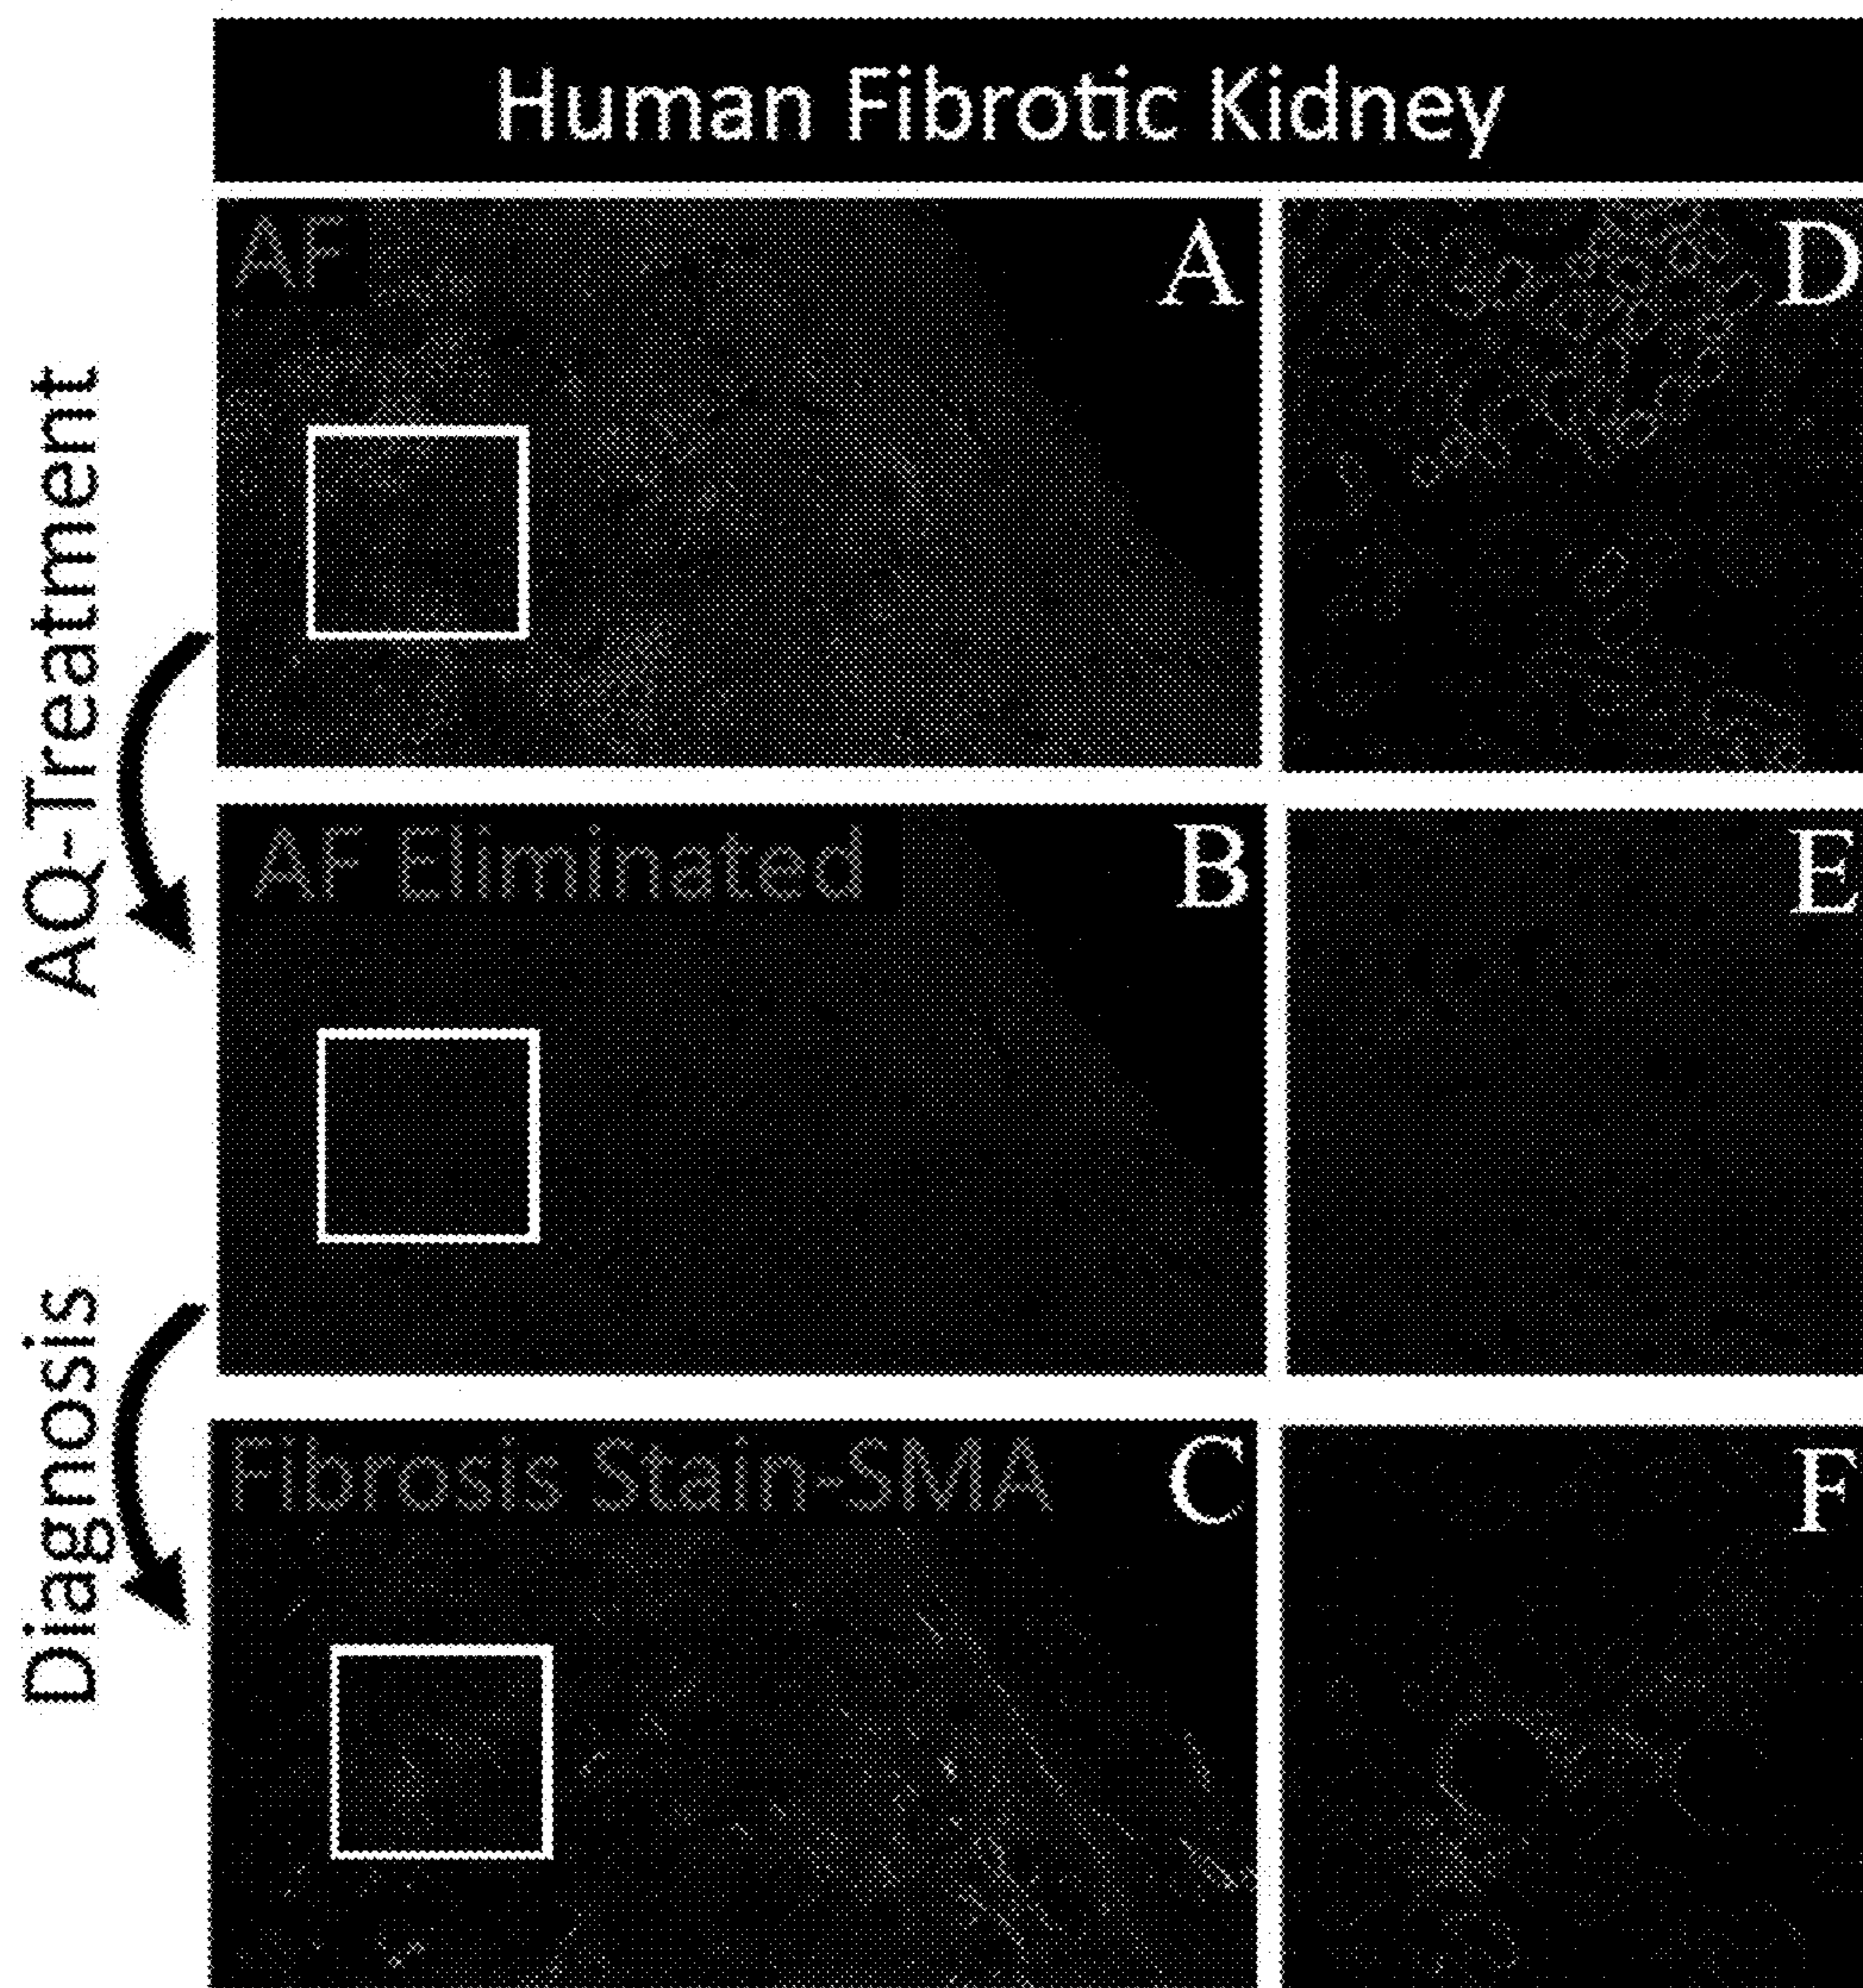 Human Fibrotic Kidney
AF
A
D
AQ-Treatment
AF Eliminated
B
E
Diagnosis
Fibrosis Stain-SMA
C
F